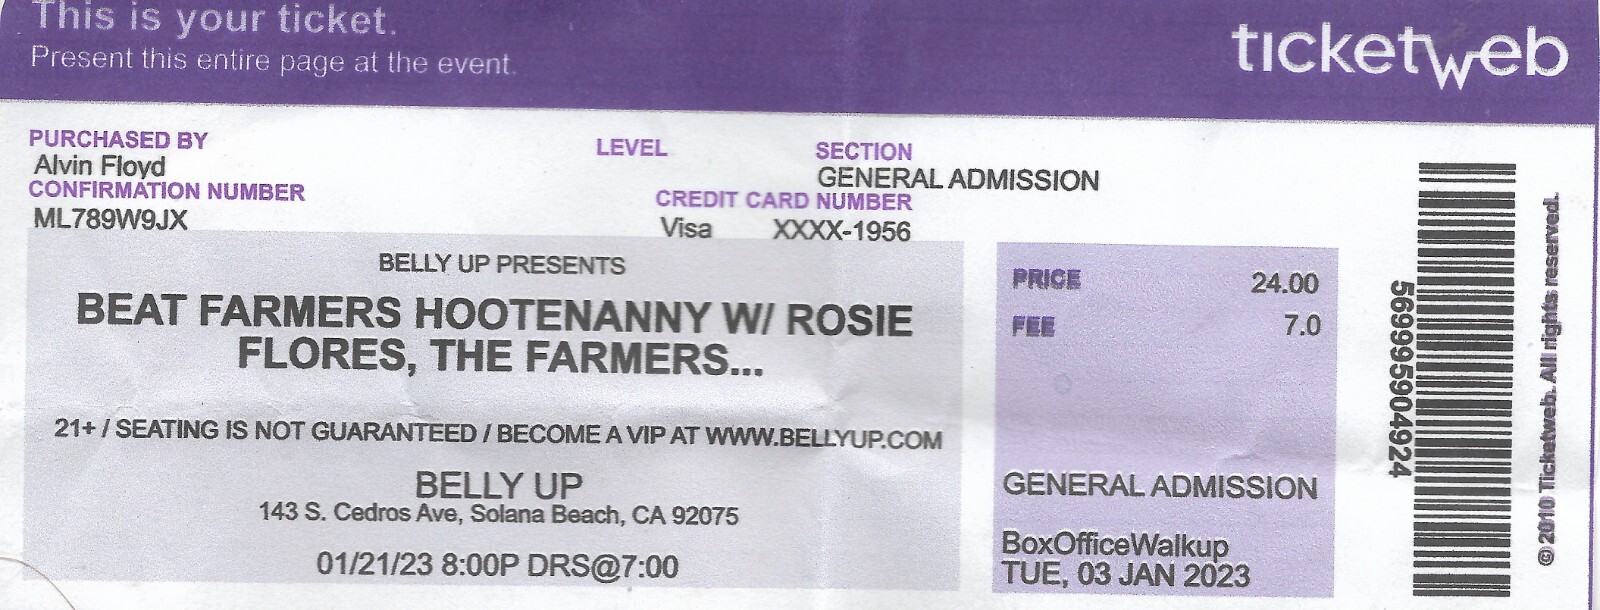 This is your ticket.
Present this entire page at the event.
ticketweb
PURCHASED BY
Alvin Floyd
CONFIRMATION NUMBER
ML789W9JX
LEVEL
SECTION
GENERAL ADMISSION
CREDIT CARD NUMBER
Visa XXXX-1956
BELLY UP PRESENTS
BEAT FARMERS HOOTENANNY W/ ROSIE
FLORES, THE FARMERS...
21+ / SEATING IS NOT GUARANTEED / BECOME A VIP AT WWW.BELLYUP.COM
BELLY UP
143 S. Cedros Ave, Solana Beach, CA 92075
01/21/23 8:00P DRS@7:00
PRICE 24.00
FEE 7.0
GENERAL ADMISSION
BoxOfficeWalkup
TUE, 03 JAN 2023
569995904924
© 2010 Ticketweb. All rights reserved.